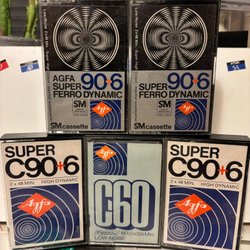 AGFA 90+6
SUPER
FERRO DYNAMIC
SM
SM cassette
AGFA 90+6
SUPER
FERRO DYNAMIC
SM
SM cassette
SUPER
C90+6
2 x 48 MIN. HIGH DYNAMIC
Agfa
Agfa
C60
LOW-NOISE
SUPER
C90+6
2 x 48 MIN. HIGH DYNAMIC
Agfa